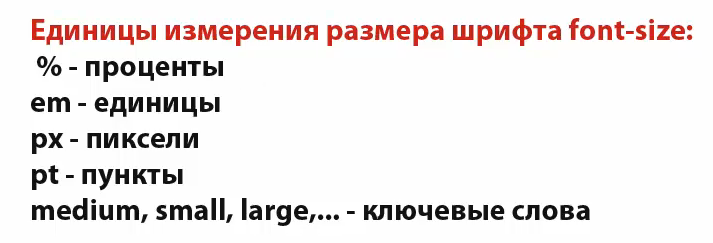 Единицы измерения размера шрифта font-size:
% - проценты
em - единицы
px - пиксели
pt - пункты
medium, small, large,... - ключевые слова